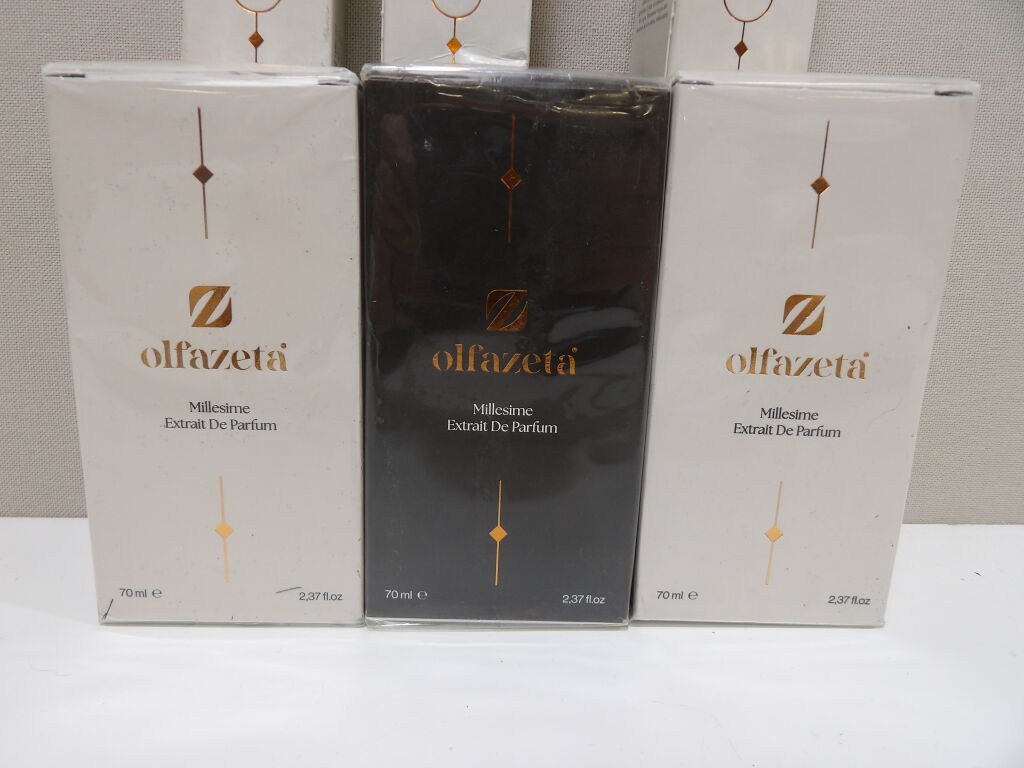 olfazeta®
Millesime
Extrait De Parfum
70 ml ℮
2,37 fl.oz
olfazeta®
Millesime
Extrait De Parfum
70 ml ℮
2,37 fl.oz
olfazeta®
Millesime
Extrait De Parfum
70 ml ℮
2,37 fl.oz